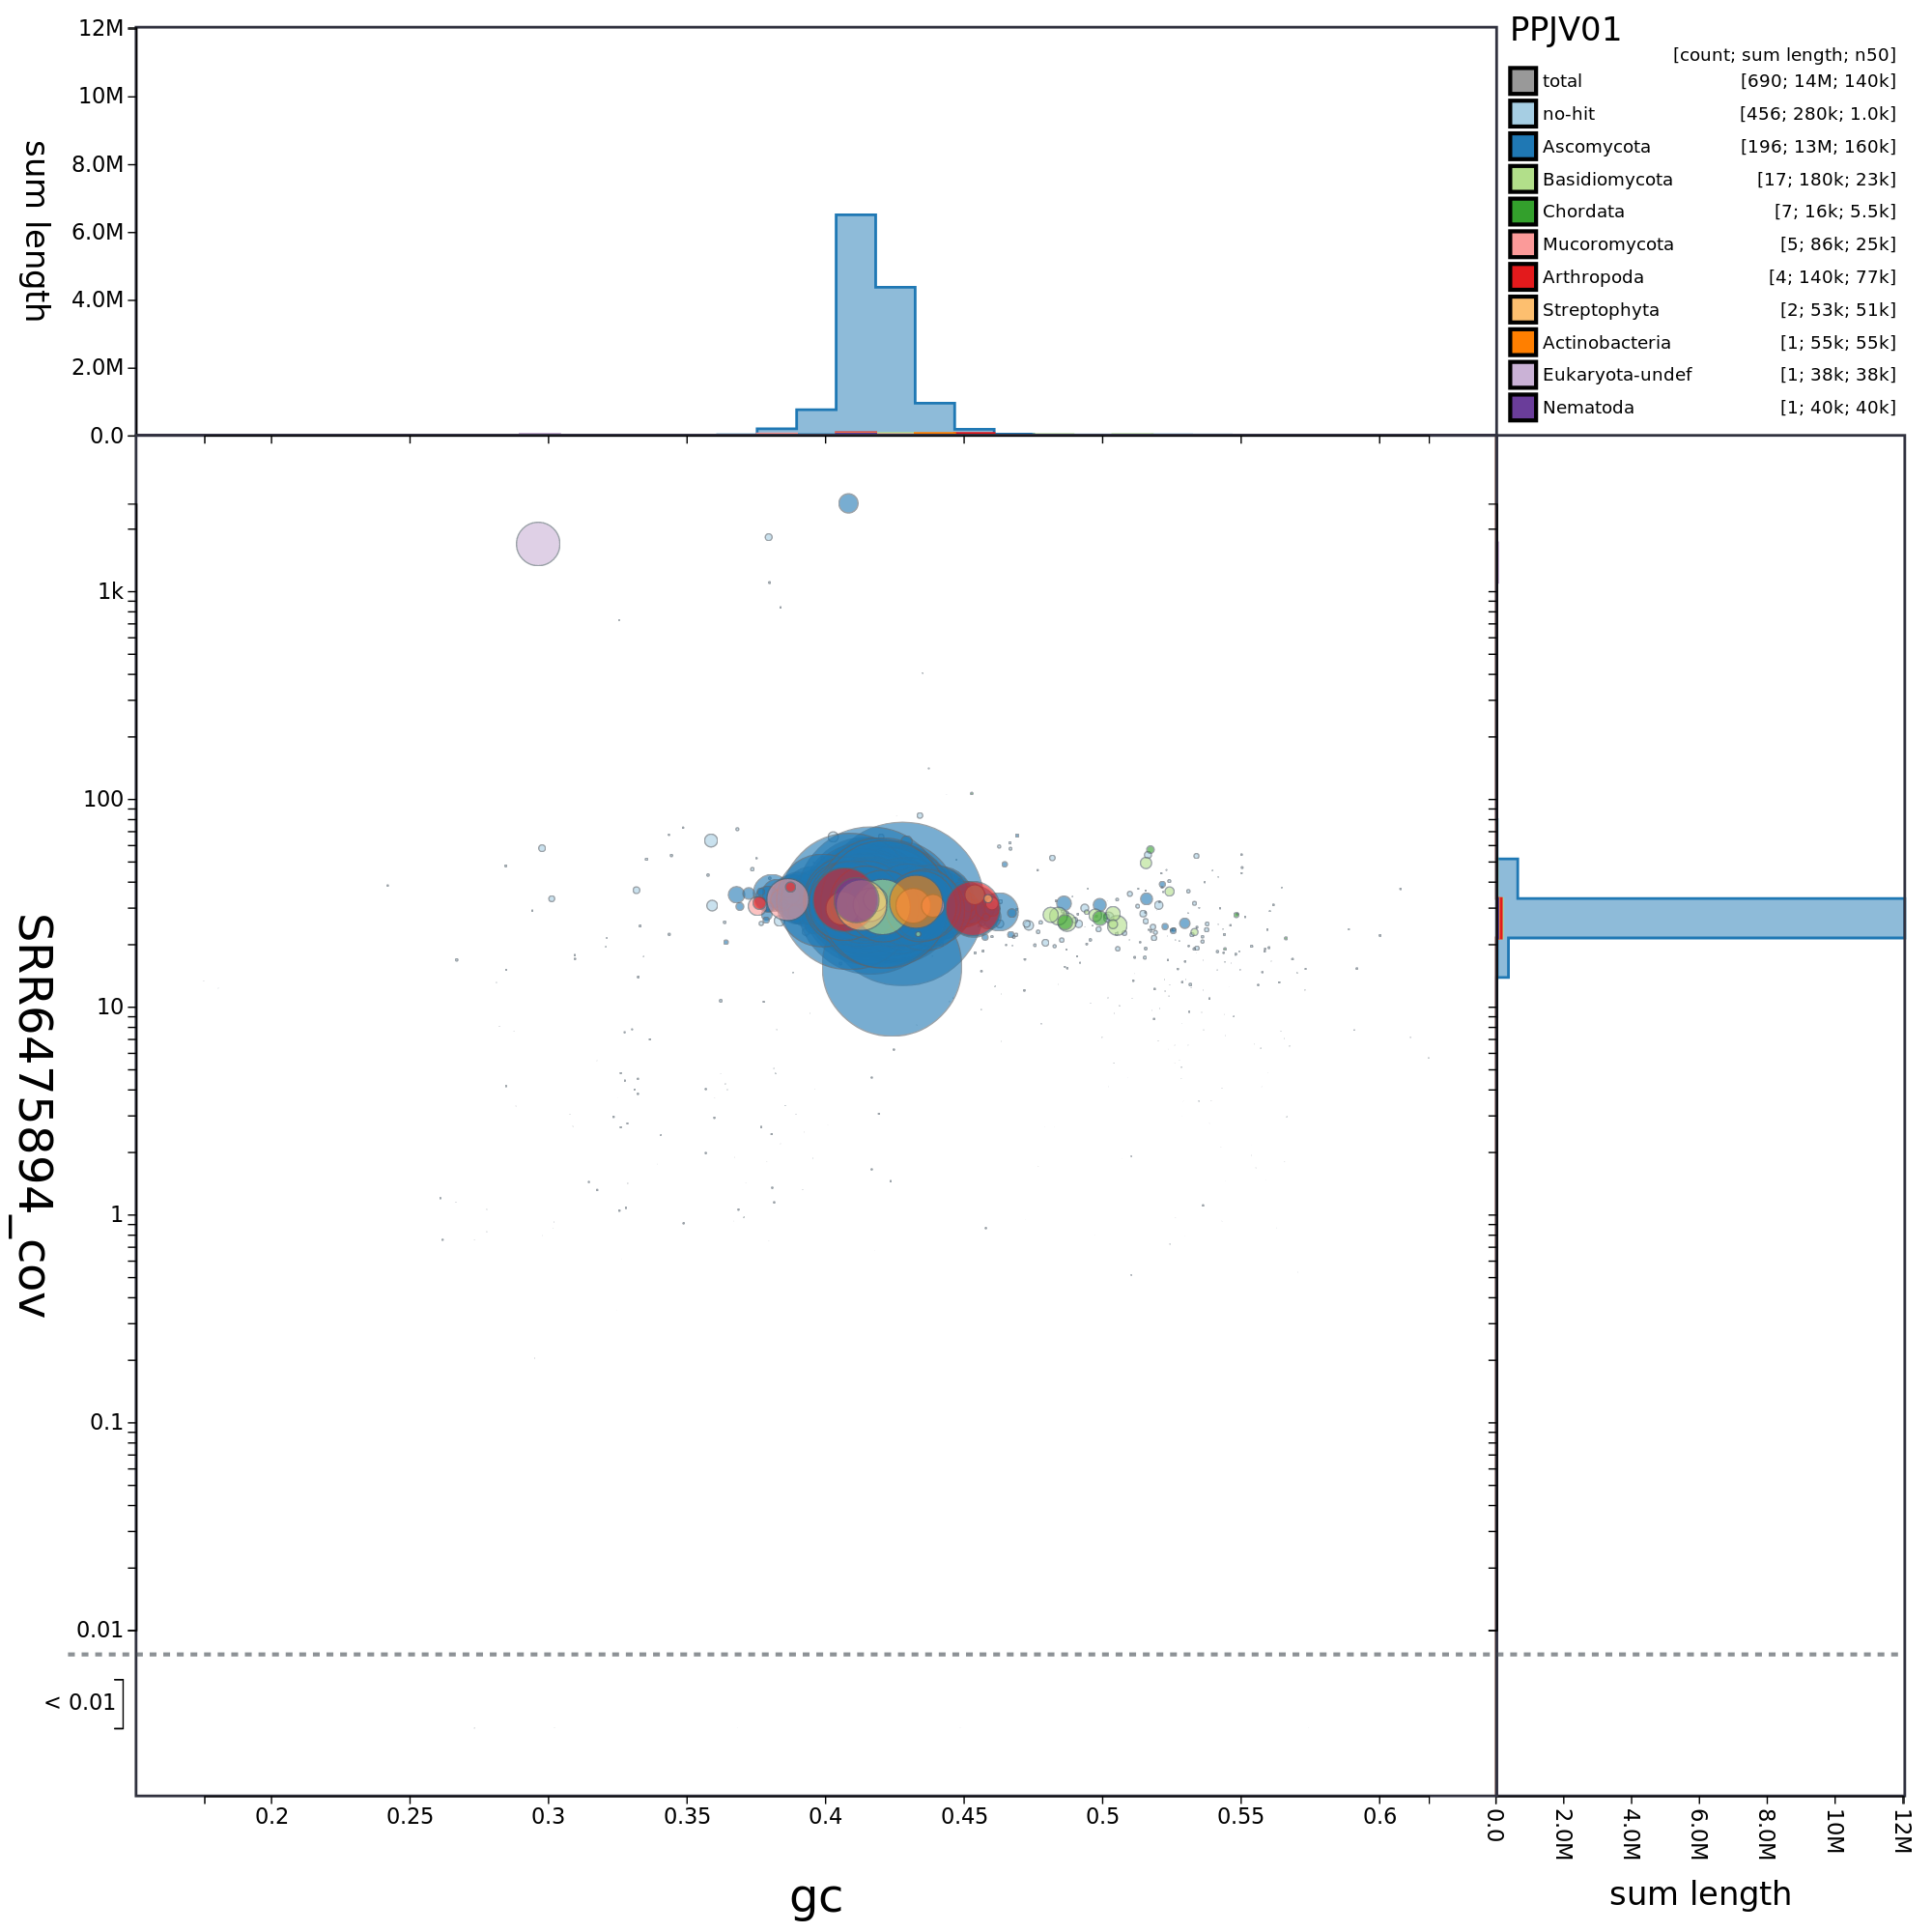 PPJV01
[count; sum length; n50]
total [690; 14M; 140k]
no-hit [456; 280k; 1.0k]
Ascomycota [196; 13M; 160k]
Basidiomycota [17; 180k; 23k]
Chordata [7; 16k; 5.5k]
Mucoromycota [5; 86k; 25k]
Arthropoda [4; 140k; 77k]
Streptophyta [2; 53k; 51k]
Actinobacteria [1; 55k; 55k]
Eukaryota-undef [1; 38k; 38k]
Nematoda [1; 40k; 40k]
sum length
12M
10M
8.0M
6.0M
4.0M
2.0M
0.0
SRR6475894_cov
1k
100
10
1
0.1
0.01
< 0.01
0.2 0.25 0.3 0.35 0.4 0.45 0.5 0.55 0.6
gc
0.0 2.0M 4.0M 6.0M 8.0M 10M 12M
sum length